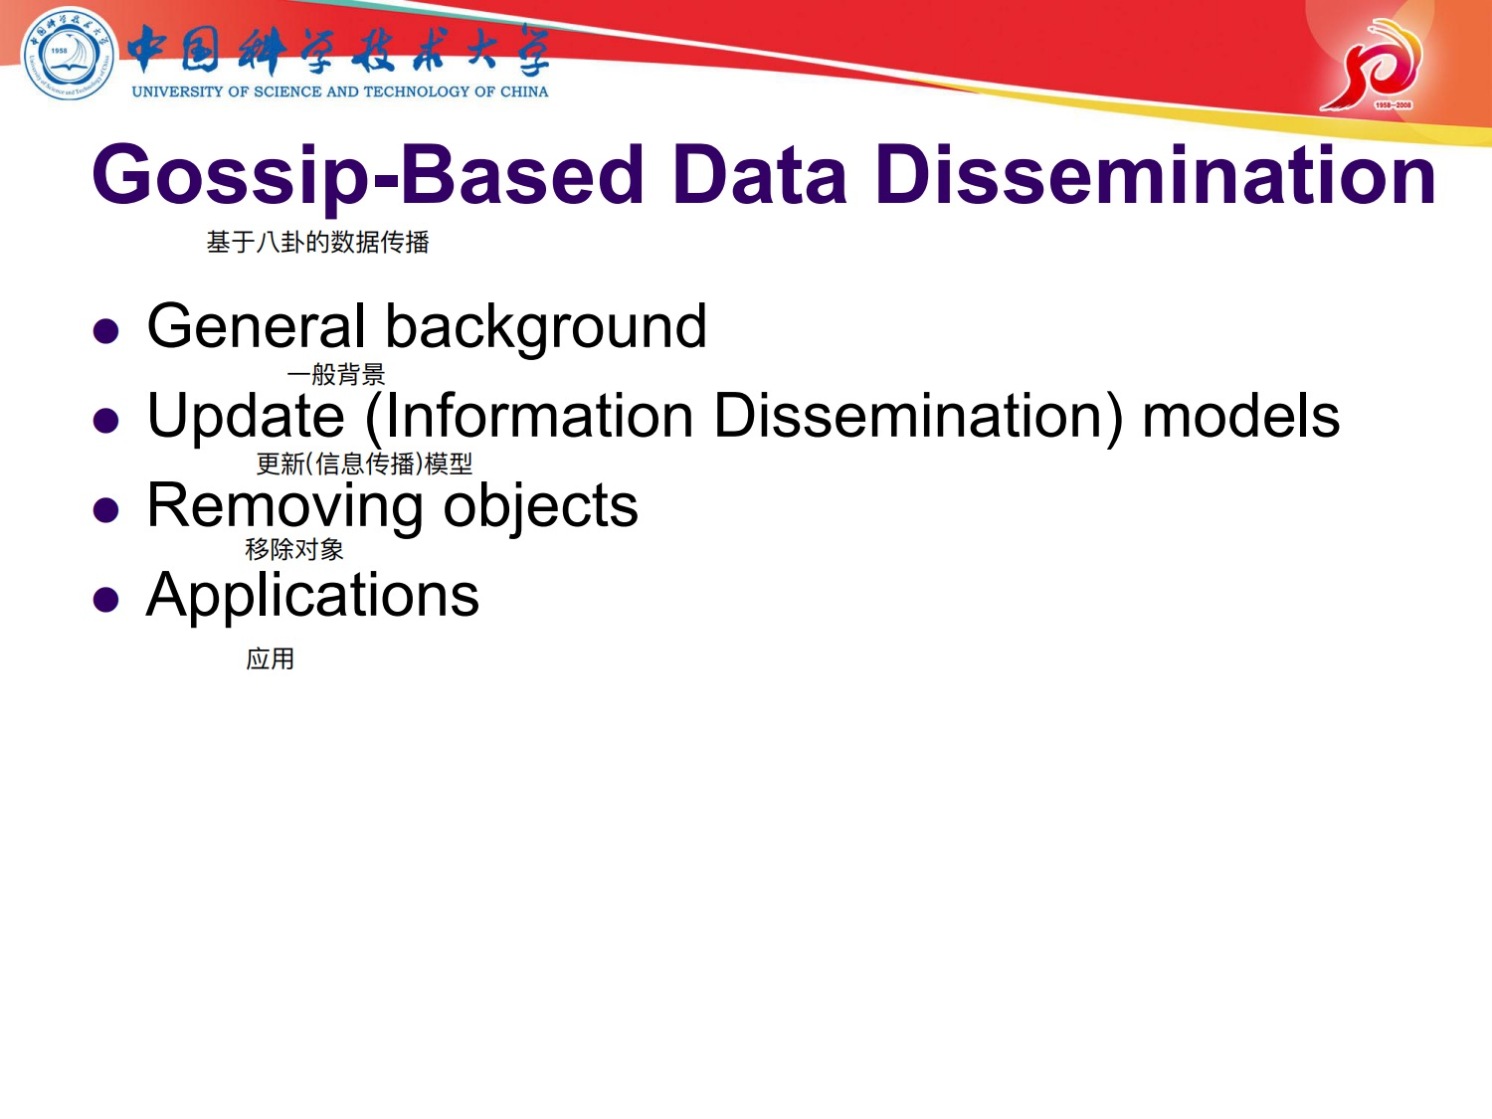 中国科学技术大学
UNIVERSITY OF SCIENCE AND TECHNOLOGY OF CHINA
1958
1958—2008
Gossip-Based Data Dissemination
基于八卦的数据传播
General background
一般背景
Update (Information Dissemination) models
更新(信息传播)模型
Removing objects
移除对象
Applications
应用